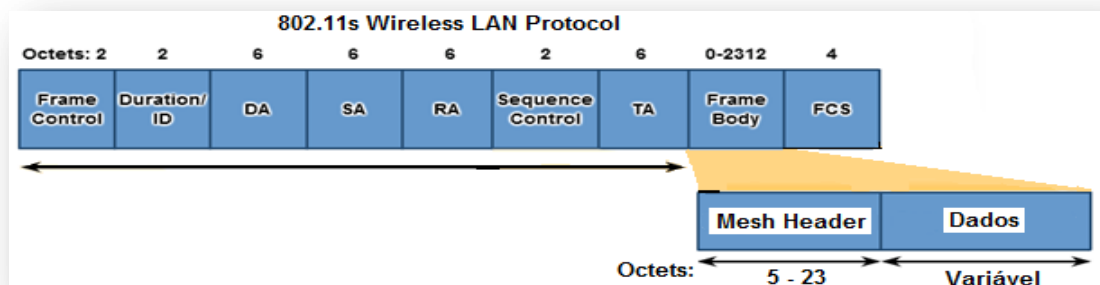 802.11s Wireless LAN Protocol
Octets: 2 2 6 6 6 2 6 0-2312 4
Frame Control Duration/ ID DA SA RA Sequence Control TA Frame Body FCS
Mesh Header Dados
Octets: 5 - 23 Variável